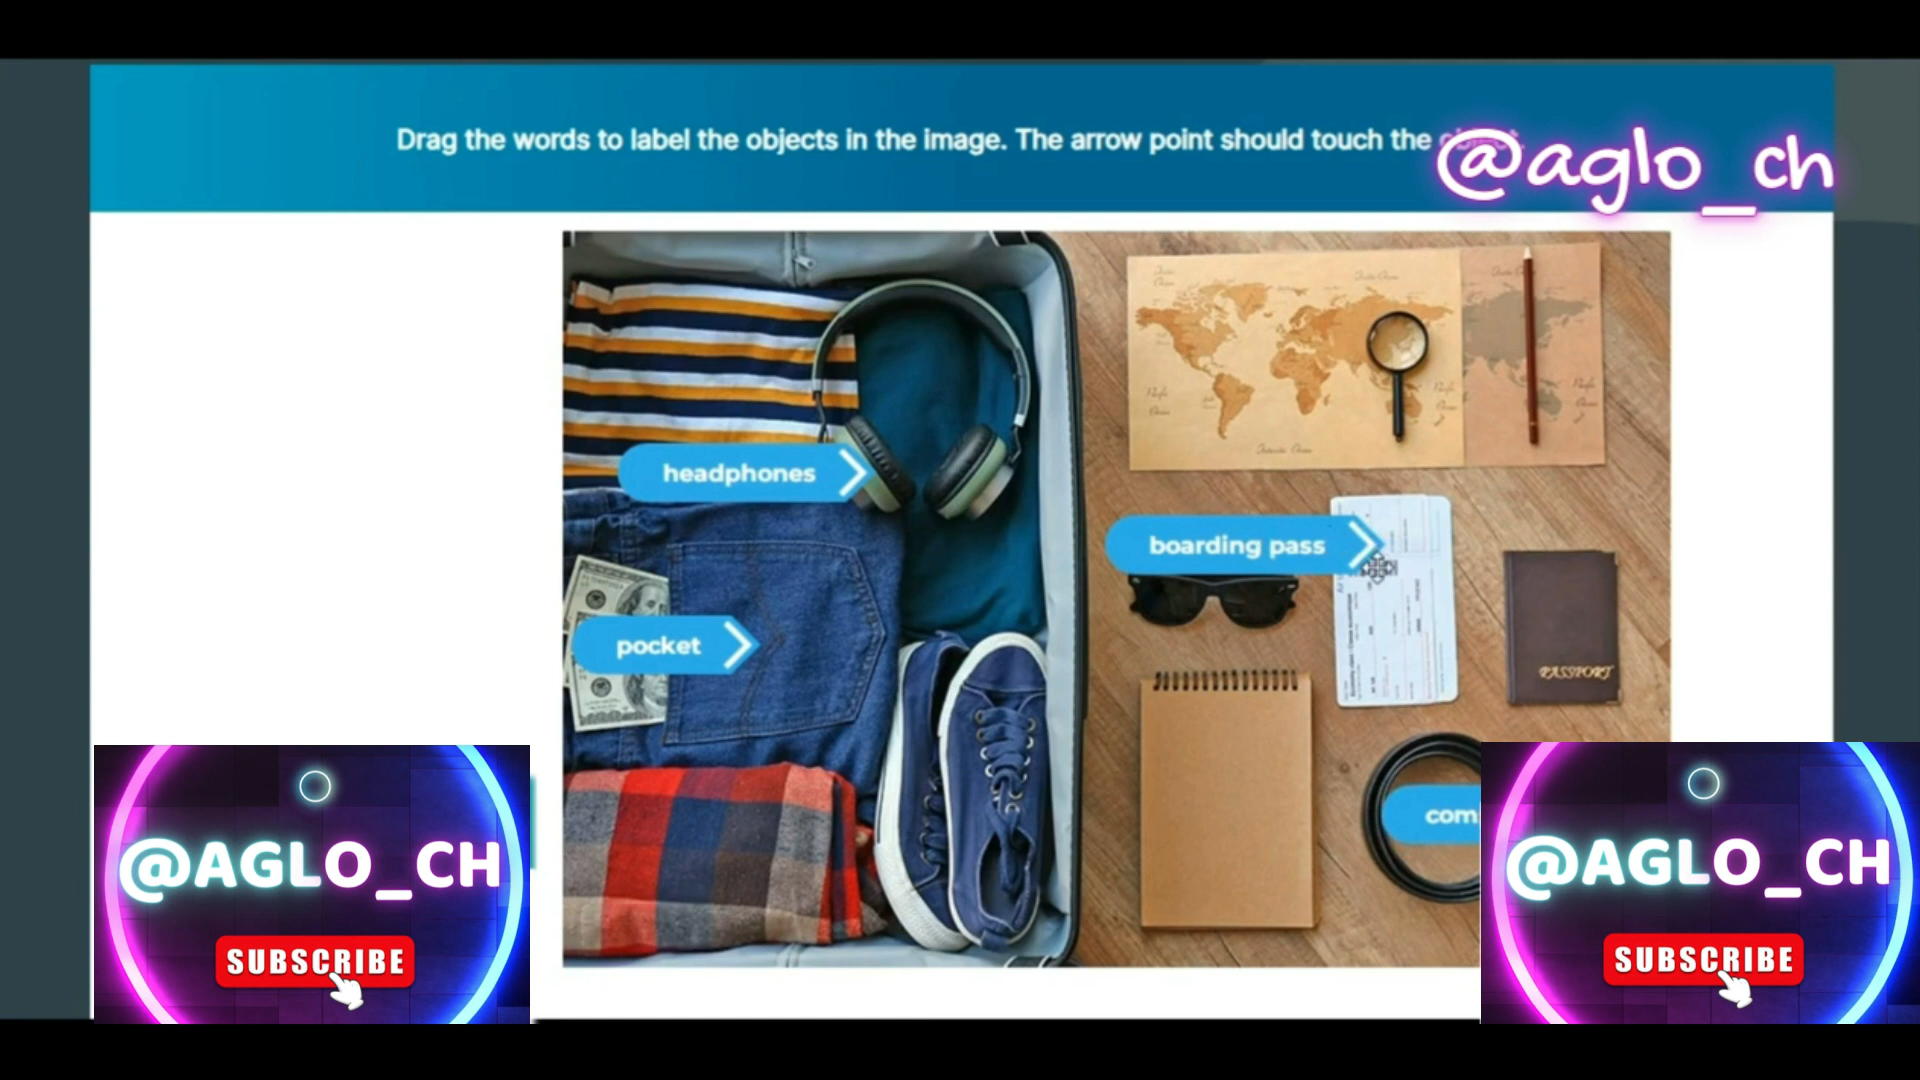 Drag the words to label the objects in the image. The arrow point should touch the
@aglo_ch
headphones
boarding pass
pocket
PASSPORT
com
@AGLO_CH
SUBSCRIBE
@AGLO_CH
SUBSCRIBE